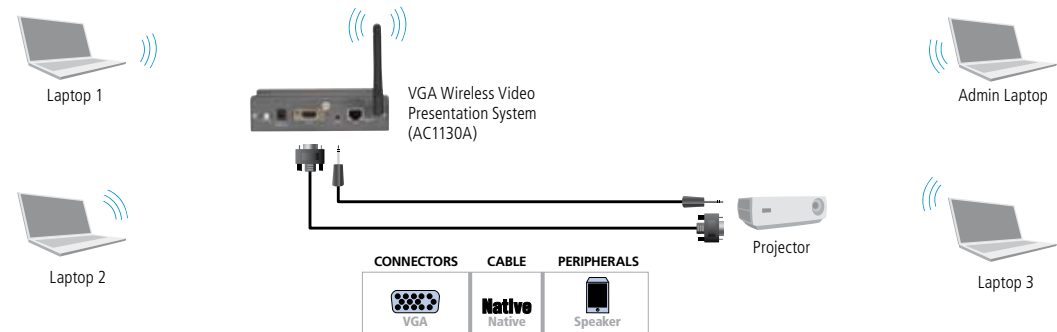 Laptop 1
VGA Wireless Video
Presentation System
(AC1130A)
Admin Laptop
Laptop 2
Projector
Laptop 3
CONNECTORS CABLE PERIPHERALS
VGA
Native
Native
Speaker